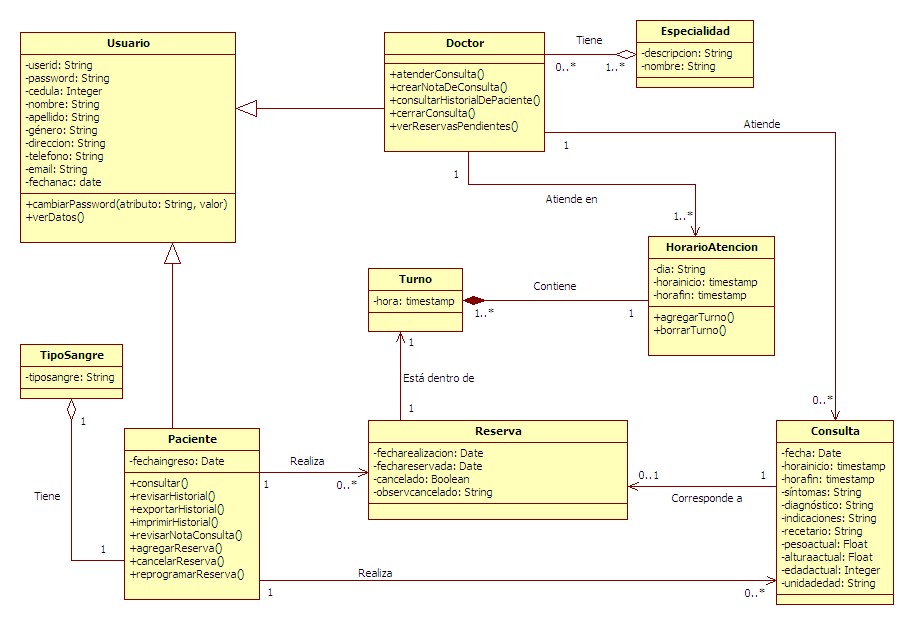 Usuario
-userid: String
-password: String
-cedula: Integer
-nombre: String
-apellido: String
-género: String
-direccion: String
-telefono: String
-email: String
-fechanac: date
+cambiarPassword(atributo: String, valor)
+verDatos()
Doctor
+atenderConsulta()
+crearNotaDeConsulta()
+consultarHistorialDePaciente()
+cerrarConsulta()
+verReservasPendientes()
Tiene
0..*
1..*
Especialidad
-descripcion: String
-nombre: String
Atiende
1
0..*
1
Atiende en
1..*
HorarioAtencion
-dia: String
-horainicio: timestamp
-horafin: timestamp
+agregarTurno()
+borrarTurno()
Turno
-hora: timestamp
Contiene
1..*
1
1
Está dentro de
1
TipoSangre
-tiposangre: String
1
Tiene
1
Paciente
-fechaingreso: Date
+consultar()
+revisarHistorial()
+exportarHistorial()
+imprimirHistorial()
+revisarNotaConsulta()
+agregarReserva()
+cancelarReserva()
+reprogramarReserva()
Realiza
1
0..*
Reserva
-fecharealizacion: Date
-fechareservada: Date
-cancelado: Boolean
-observcancelado: String
0..1
1
Corresponde a
Consulta
-fecha: Date
-horainicio: timestamp
-horafin: timestamp
-síntomas: String
-diagnóstico: String
-indicaciones: String
-recetario: String
-pesoactual: Float
-alturaactual: Float
-edadactual: Integer
-unidadedad: String
Realiza
1
0..*